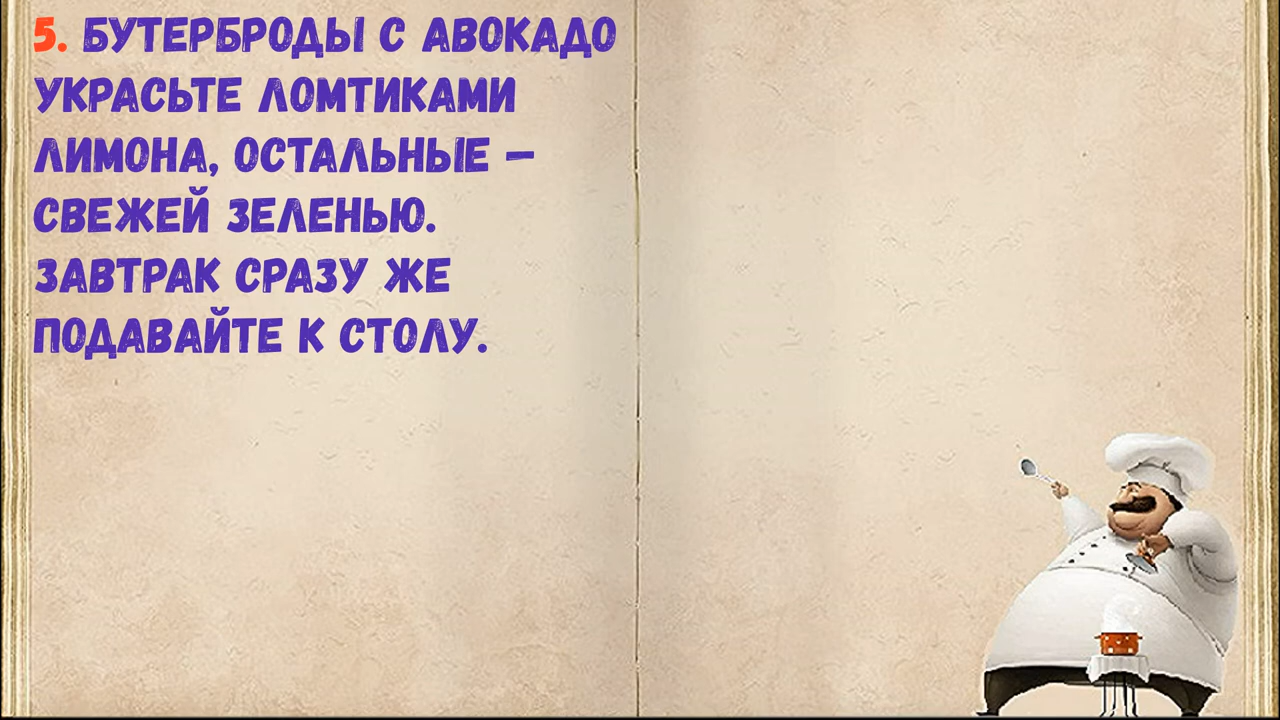 5. БУТЕРБРОДЫ С АВОКАДО
УКРАСЬТЕ ЛОМТИКАМИ
ЛИМОНА, ОСТАЛЬНЫЕ –
СВЕЖЕЙ ЗЕЛЕНЬЮ.
ЗАВТРАК СРАЗУ ЖЕ
ПОДАВАЙТЕ К СТОЛУ.